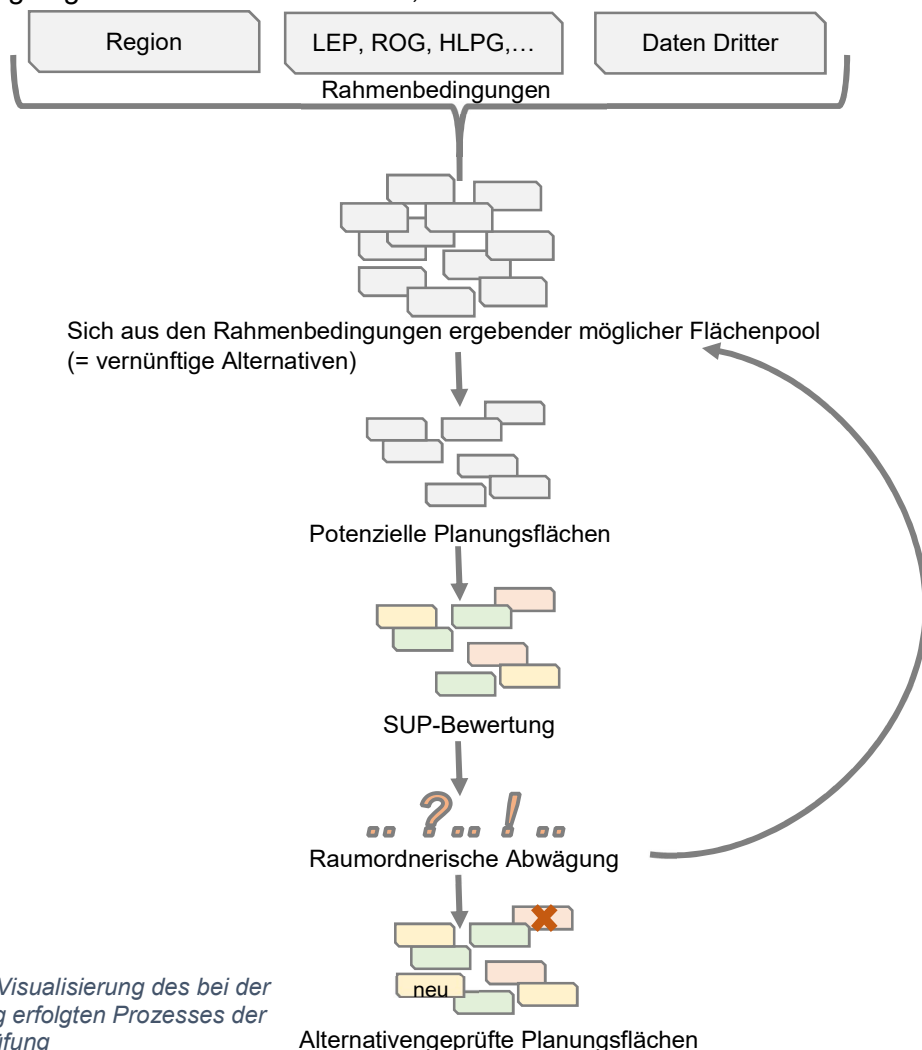 Region
LEP, ROG, HLPG,…
Daten Dritter
Rahmenbedingungen
Sich aus den Rahmenbedingungen ergebender möglicher Flächenpool
(= vernünftige Alternativen)
Potenzielle Planungsflächen
SUP-Bewertung
.. ?.. ! ..
Raumordnerische Abwägung
neu
Visualisierung des bei der
erfolgten Prozesses der
Alternativengeprüfte Planungsflächen